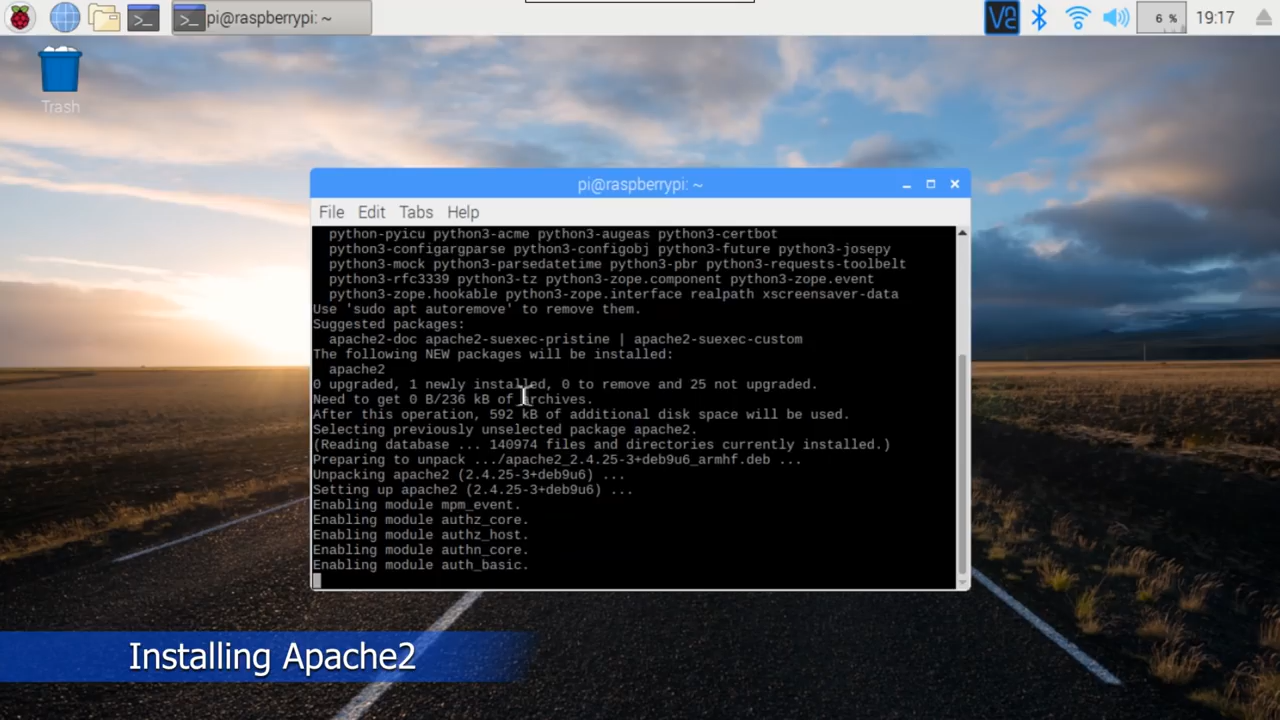 pi@raspberrypi: ~
6 %
19:17
Trash
pi@raspberrypi: ~
File Edit Tabs Help
python-pyicu python3-acme python3-augeas python3-certbot
python3-configargparse python3-configobj python3-future python3-josepy
python3-mock python3-parsedatetime python3-pbr python3-requests-toolbelt
python3-rfc3339 python3-tz python3-zope.component python3-zope.event
python3-zope.hookable python3-zope.interface realpath xscreensaver-data
Use 'sudo apt autoremove' to remove them.
Suggested packages:
apache2-doc apache2-suexec-pristine | apache2-suexec-custom
The following NEW packages will be installed:
apache2
0 upgraded, 1 newly installed, 0 to remove and 25 not upgraded.
Need to get 0 B/236 kB of archives.
After this operation, 592 kB of additional disk space will be used.
Selecting previously unselected package apache2.
(Reading database ... 140974 files and directories currently installed.)
Preparing to unpack .../apache2_2.4.25-3+deb9u6_armhf.deb ...
Unpacking apache2 (2.4.25-3+deb9u6) ...
Setting up apache2 (2.4.25-3+deb9u6) ...
Enabling module mpm_event.
Enabling module authz_core.
Enabling module authz_host.
Enabling module authn_core.
Enabling module auth_basic.
Installing Apache2